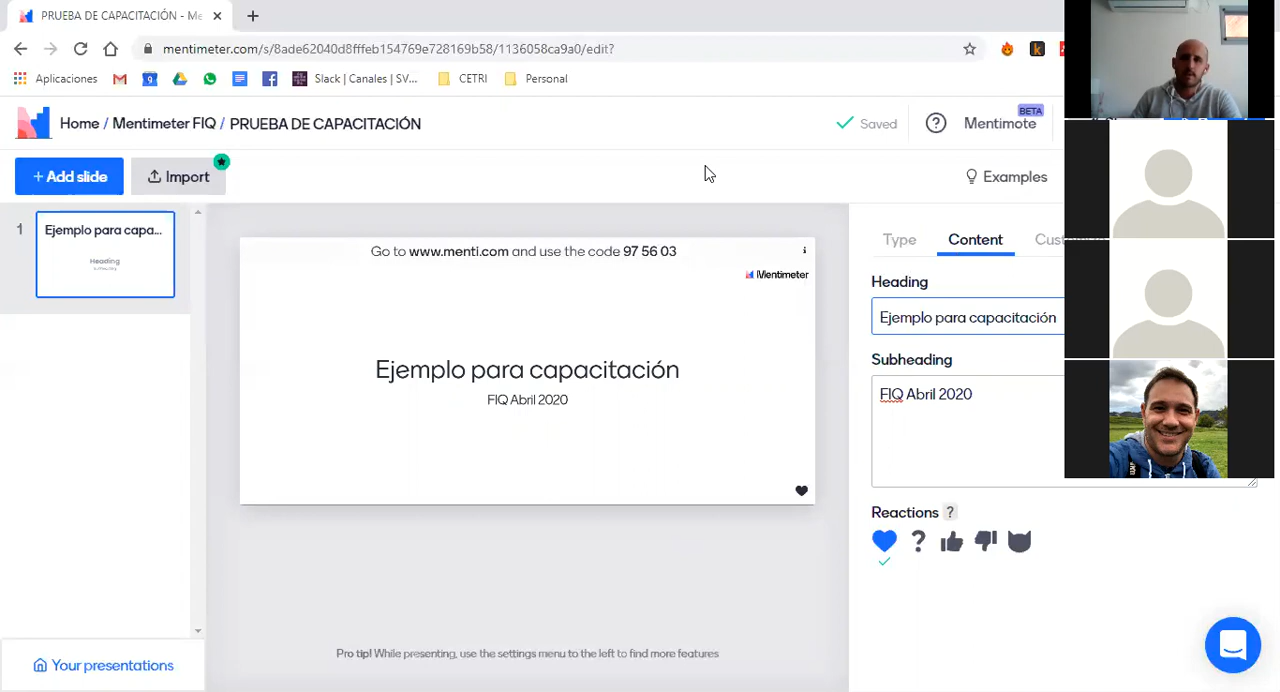 PRUEBA DE CAPACITACIÓN - Me
mentimeter.com/s/8ade62040d8fffeb154769e728169b58/1136058ca9a0/edit?
Aplicaciones
Slack | Canales | SV...
CETRI
Personal
Home / Mentimeter FIQ / PRUEBA DE CAPACITACIÓN
Saved
?
Mentimote
BETA
+ Add slide
Import
Examples
1
Ejemplo para capa...
Heading
Go to www.menti.com and use the code 97 56 03
Mentimeter
Ejemplo para capacitación
FIQ Abril 2020
Type
Content
Heading
Ejemplo para capacitación
Subheading
FIQ Abril 2020
Reactions ?
Pro tip! While presenting, use the settings menu to the left to find more features
Your presentations